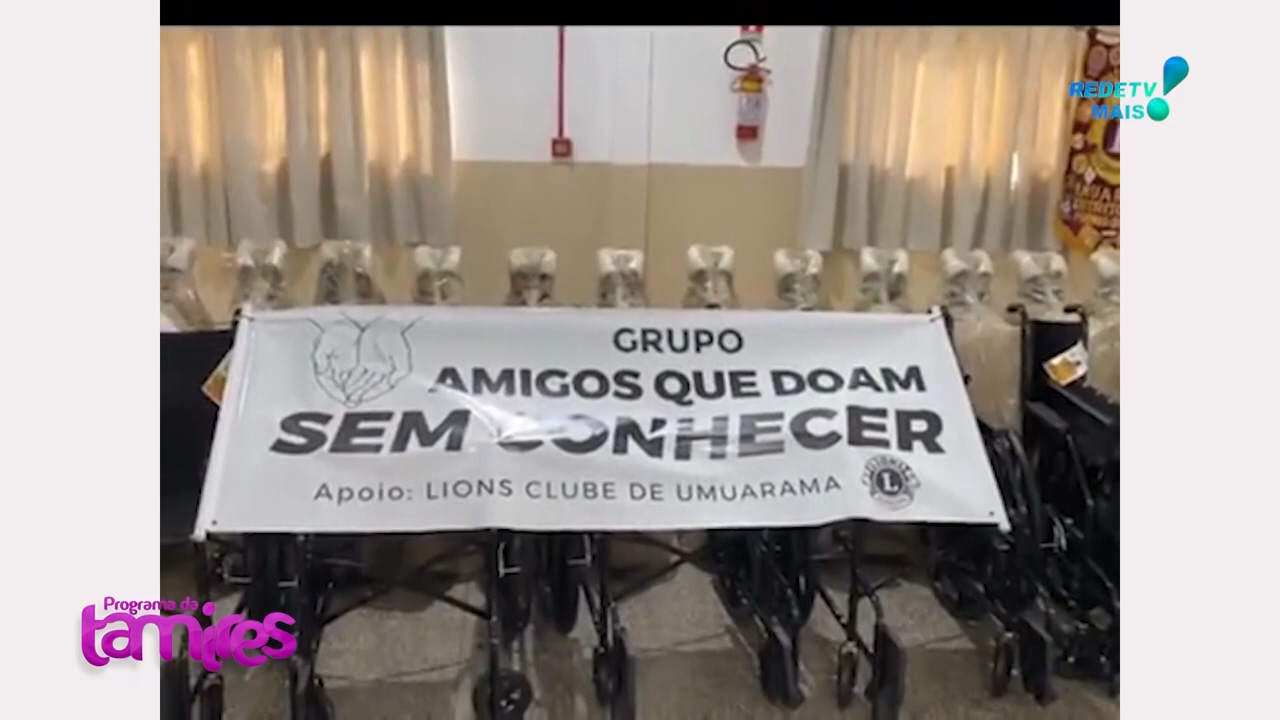 REDETV
MAIS
GRUPO
AMIGOS QUE DOAM
SEM CONHECER
Apoio: LIONS CLUBE DE UMUARAMA
L
Programa da
tamires